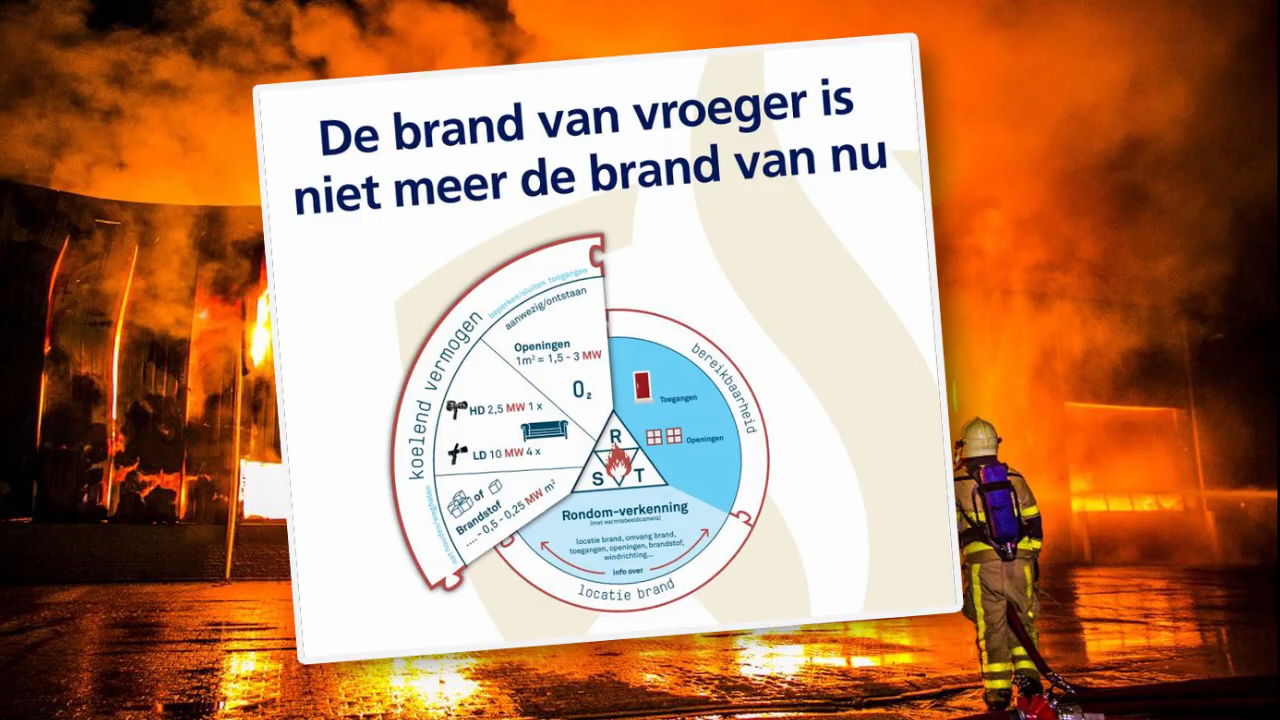 De brand van vroeger is
niet meer de brand van nu
koelend vermogen
beperken/sluiten toegangen
aanwezig/ontstaan
Openingen
1m² = 1,5 - 3 MW
O₂
HD 2,5 MW 1 x
LD 10 MW 4 x
of
Brandstof
.... - 0,5 - 0,25 MW m²
bereikbaarheid
Toegangen
Openingen
R
S T
Rondom-verkenning
(met warmtebeeldcamera)
locatie brand, omvang brand,
toegangen, openingen, brandstof,
windrichting,...
info over
locatie brand